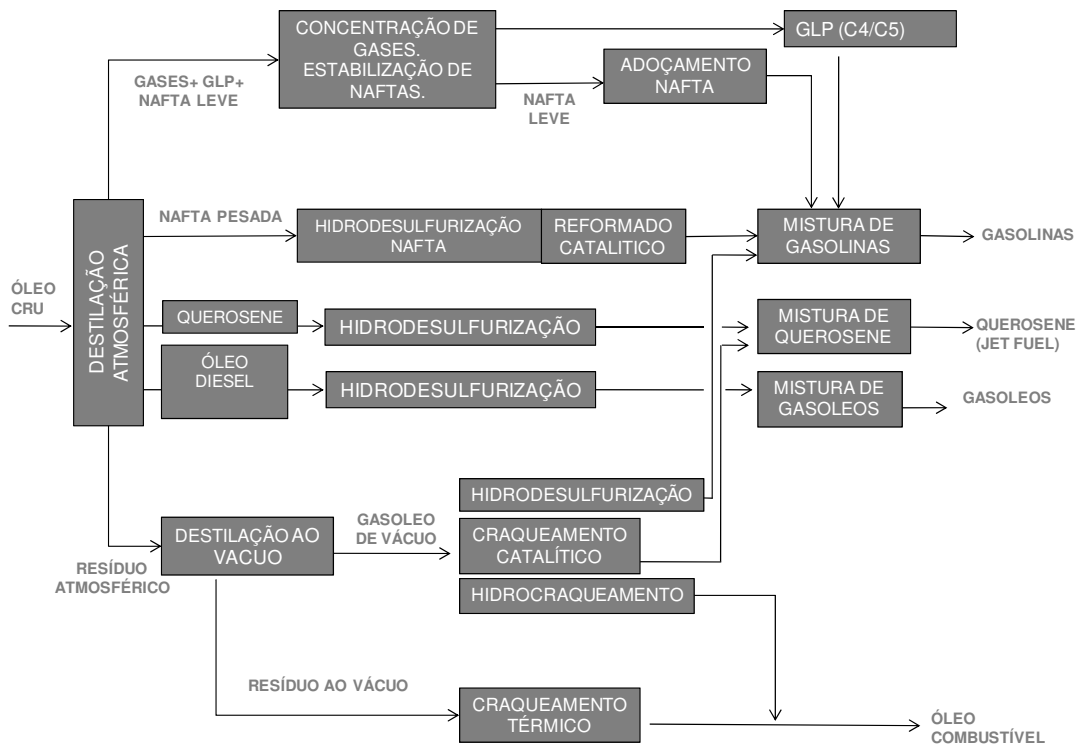 CONCENTRAÇÃO DE
GASES.
ESTABILIZAÇÃO DE
NAFTAS.
GLP (C4/C5)
GASES+ GLP+
NAFTA LEVE
ADOÇAMENTO
NAFTA
NAFTA
LEVE
NAFTA PESADA
HIDRODESULFURIZAÇÃO
NAFTA
REFORMADO
CATALITICO
MISTURA DE
GASOLINAS
GASOLINAS
ÓLEO
CRU
DESTILAÇÃO
ATMOSFÉRICA
QUEROSENE
HIDRODESULFURIZAÇÃO
MISTURA DE
QUEROSENE
QUEROSENE
(JET FUEL)
ÓLEO
DIESEL
HIDRODESULFURIZAÇÃO
MISTURA DE
GASOLEOS
GASOLEOS
HIDRODESULFURIZAÇÃO
DESTILAÇÃO AO
VACUO
GASOLEO
DE VÁCUO
CRAQUEAMENTO
CATALÍTICO
RESÍDUO
ATMOSFÉRICO
HIDROCRAQUEAMENTO
RESÍDUO AO VÁCUO
CRAQUEAMENTO
TÉRMICO
ÓLEO
COMBUSTÍVEL